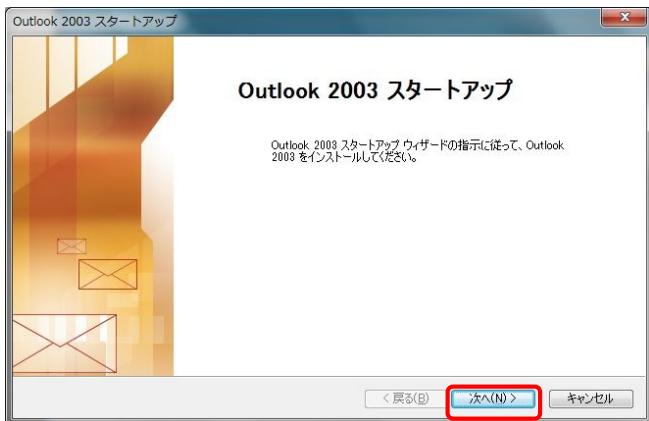 Outlook 2003 スタートアップ
Outlook 2003 スタートアップ
Outlook 2003 スタートアップ ウィザードの指示に従って、Outlook
2003 をインストールしてください。
< 戻る(B)
次へ(N) >
キャンセル